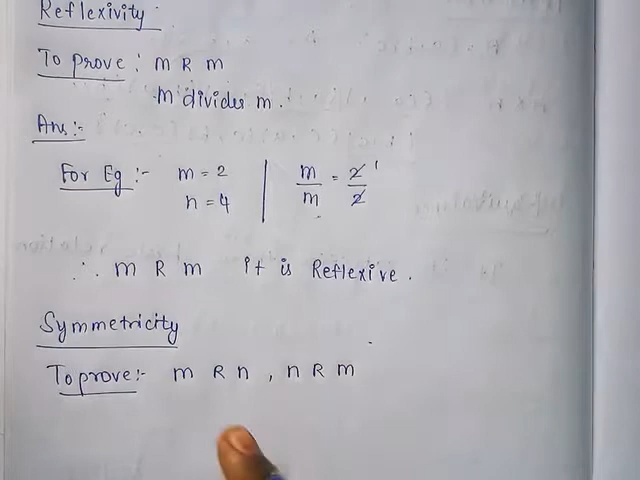 Reflexivity
To prove : m R m
m divides m.
Ans:-
For Eg :- m = 2 | m/m = 2/2 1
n = 4
∴ m R m It is Reflexive.
Symmetricity
To prove:- m R n , n R m